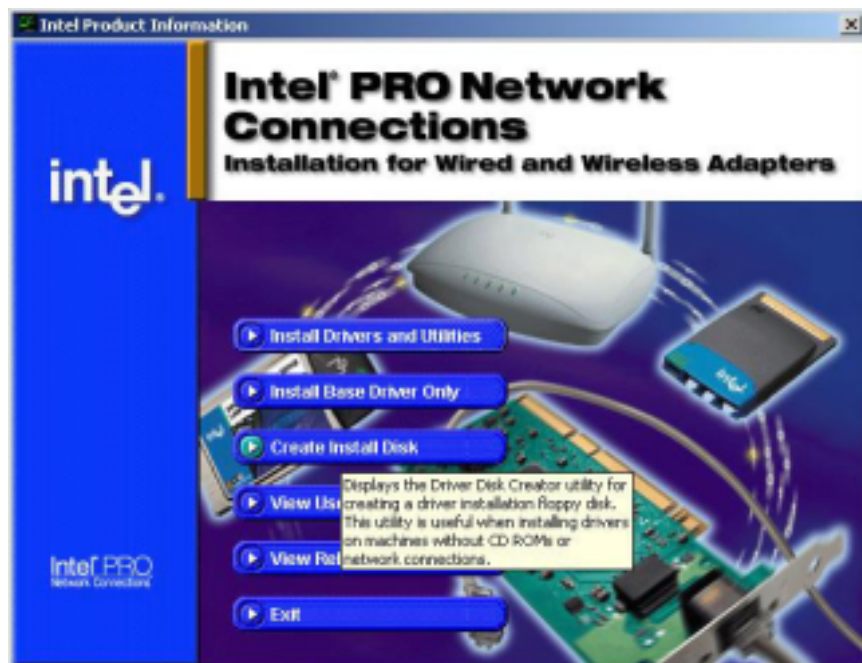 Intel Product Information
Intel® PRO Network
Connections
Installation for Wired and Wireless Adapters
intel.
Install Drivers and Utilities
Install Base Driver Only
intel
Create Install Disk
Displays the Driver Disk Creator utility for
creating a driver installation floppy disk.
This utility is useful when installing drivers
on machines without CD ROMs or
network connections.
View
View
Intel PRO
Network Connections
Exit